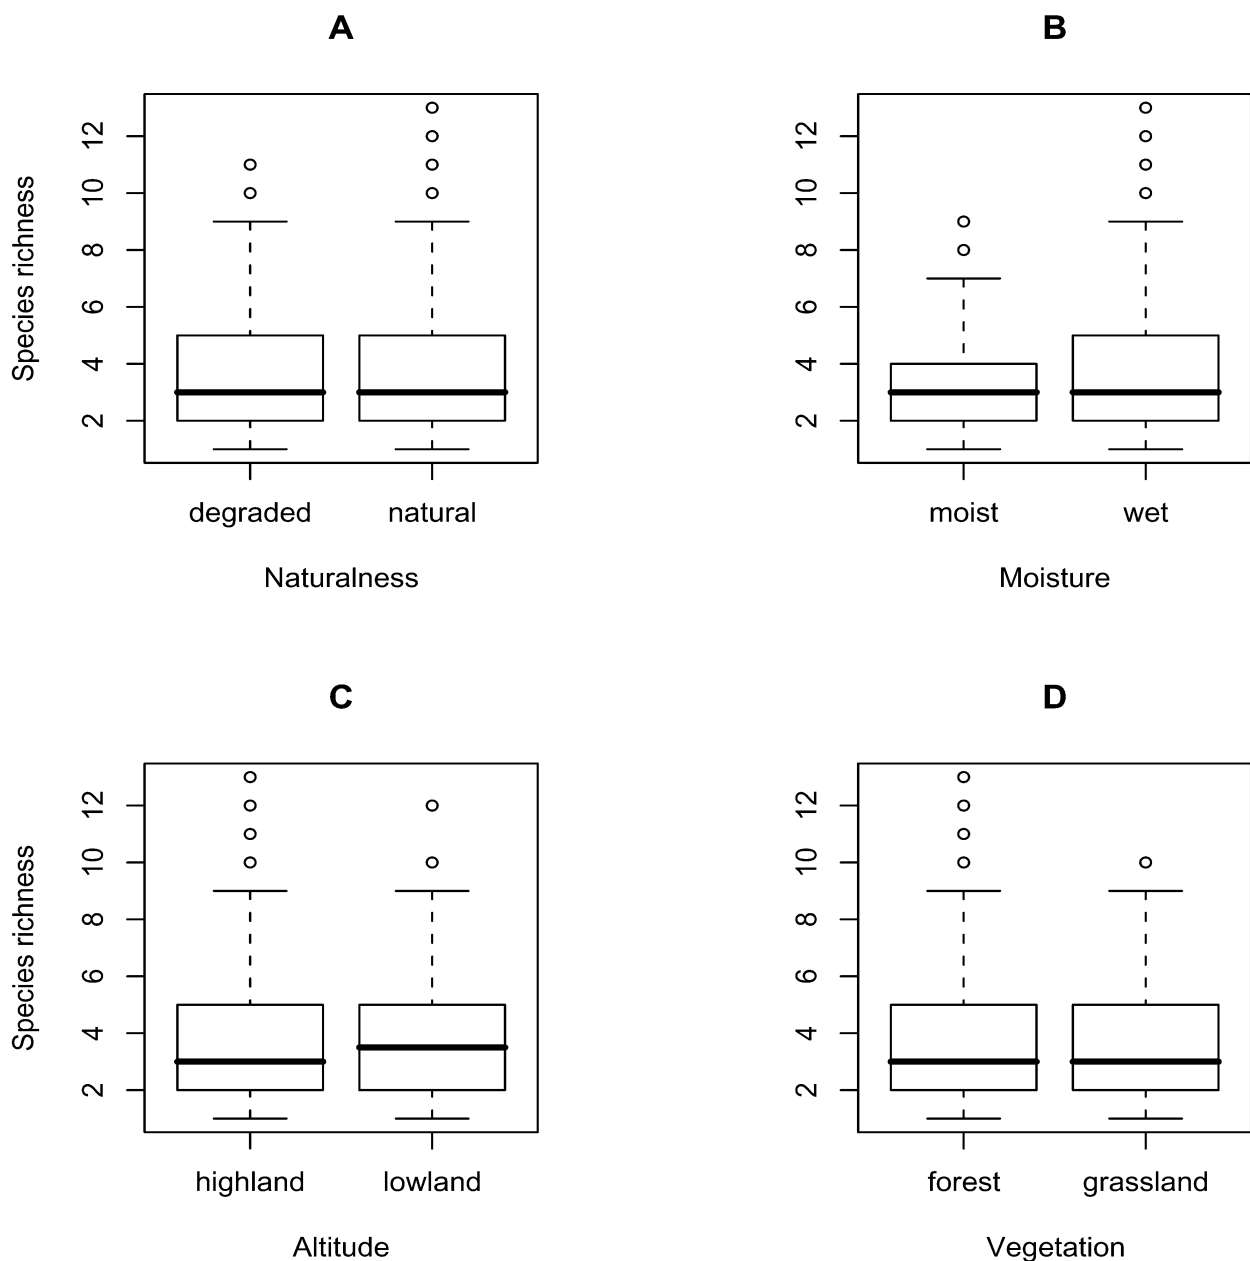 A
Species richness
12
10
8
6
4
2
degraded natural
Naturalness
B
12
10
8
6
4
2
moist wet
Moisture
C
Species richness
12
10
8
6
4
2
highland lowland
Altitude
D
12
10
8
6
4
2
forest grassland
Vegetation